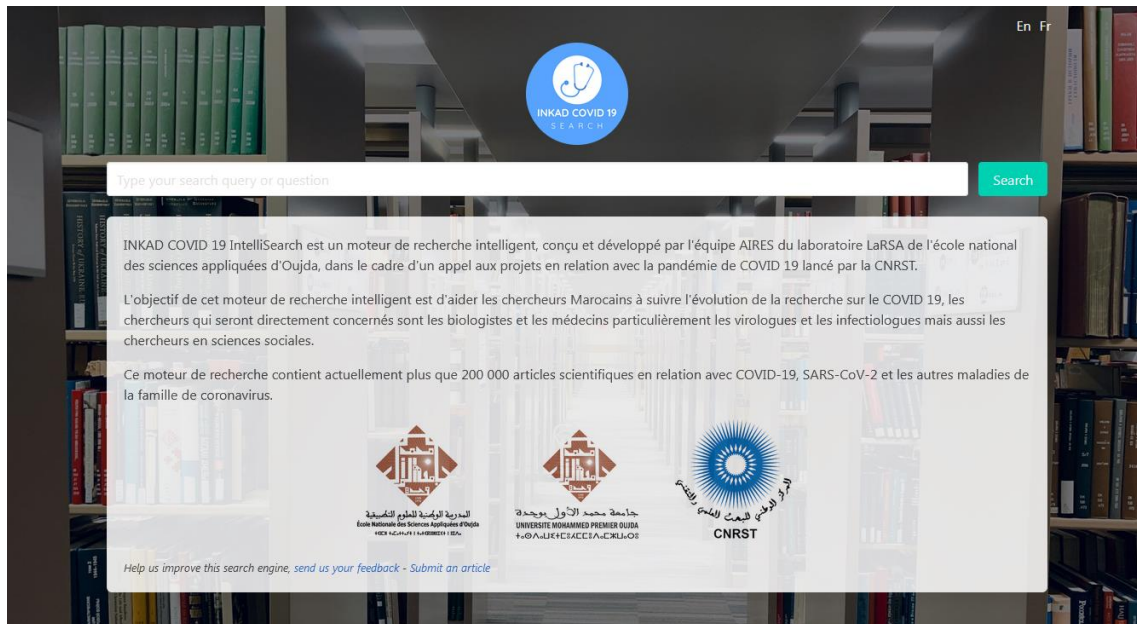 En Fr
INKAD COVID 19
SEARCH
Type your search query or question
Search
INKAD COVID 19 IntelliSearch est un moteur de recherche intelligent, conçu et développé par l'équipe AIRES du laboratoire LaRSA de l'école national
des sciences appliquées d'Oujda, dans le cadre d'un appel aux projets en relation avec la pandémie de COVID 19 lancé par la CNRST.
L'objectif de cet moteur de recherche intelligent est d'aider les chercheurs Marocains à suivre l'évolution de la recherche sur le COVID 19, les
chercheurs qui seront directement concernés sont les biologistes et les médecins particulièrement les virologues et les infectiologues mais aussi les
chercheurs en sciences sociales.
Ce moteur de recherche contient actuellement plus que 200 000 articles scientifiques en relation avec COVID-19, SARS-CoV-2 et les autres maladies de
la famille de coronavirus.
المدرسة الوطنية للعلوم التطبيقية
École Nationale des Sciences Appliquées d'Oujda
جامعة محمد الأول بوجدة
UNIVERSITE MOHAMMED PREMIER OUJDA
المركز الوطني للبحث العلمي والتقني
CNRST
Help us improve this search engine, send us your feedback - Submit an article
HISTORY OF UKRAINE